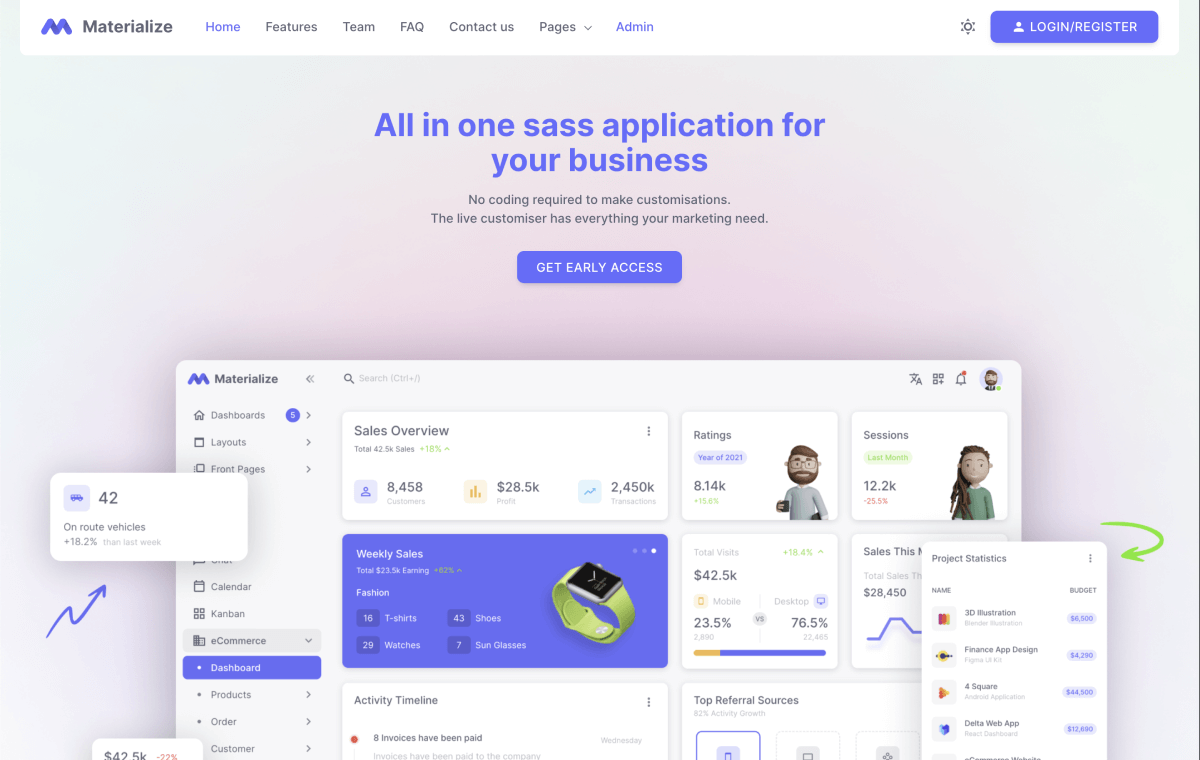 Materialize
Home Features Team FAQ Contact us Pages Admin
LOGIN/REGISTER
All in one sass application for
your business
No coding required to make customisations.
The live customiser has everything your marketing need.
GET EARLY ACCESS
Materialize
Search (Ctrl+/)
Dashboards 5
Layouts
Front Pages
42
On route vehicles
+18.2% than last week
Chat
Calendar
Kanban
eCommerce
Dashboard
Products
Order
Customer
$42.5k -22%
Sales Overview
Total 42.5k Sales +18%
8,458
Customers
$28.5k
Profit
2,450k
Transactions
Ratings
Year of 2021
8.14k
+15.6%
Sessions
Last Month
12.2k
-25.5%
Weekly Sales
Total $23.5k Earning +62%
Fashion
16 T-shirts 43 Shoes
29 Watches 7 Sun Glasses
Total Visits +18.4%
$42.5k
Mobile Desktop
23.5% VS 76.5%
2,890 22,465
Sales This M
Total Sales Th
$28,450
Project Statistics
NAME BUDGET
3D Illustration
Blender Illustration
$6,500
Finance App Design
Figma UI Kit
$4,290
4 Square
Android Application
$44,500
Delta Web App
React Dashboard
$12,690
eCommerce Website
Activity Timeline
8 Invoices have been paid
Wednesday
Invoices have been paid to the company
Top Referral Sources
82% Activity Growth